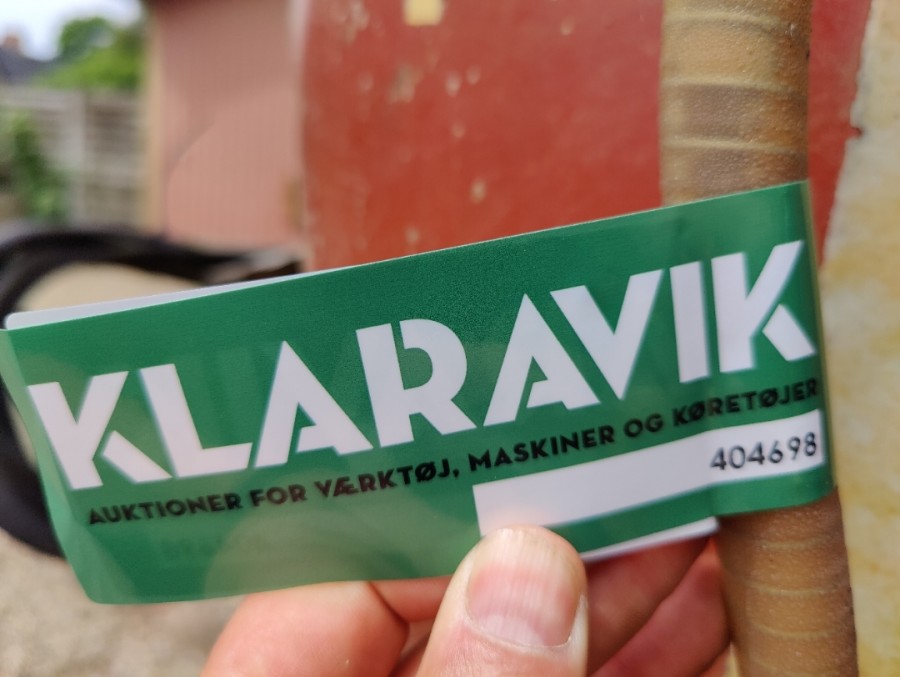 KLARAVIK
AUKTIONER FOR VÆRKTØJ, MASKINER OG KØRETØJER
404698